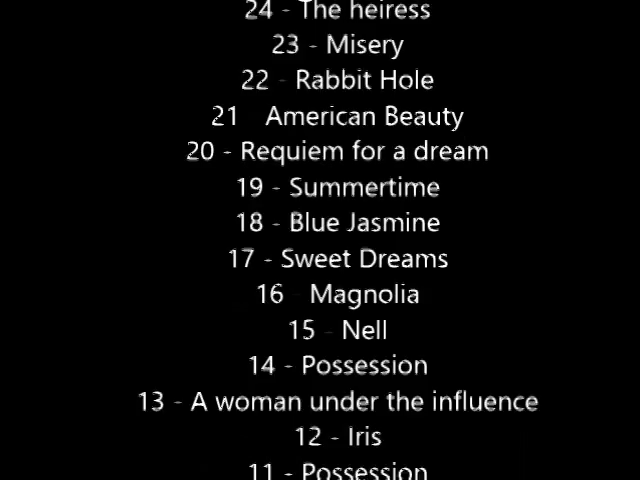 24 - The heiress
23 - Misery
22 - Rabbit Hole
21 American Beauty
20 - Requiem for a dream
19 - Summertime
18 - Blue Jasmine
17 - Sweet Dreams
16 - Magnolia
15 - Nell
14 - Possession
13 - A woman under the influence
12 - Iris
11 - Possession